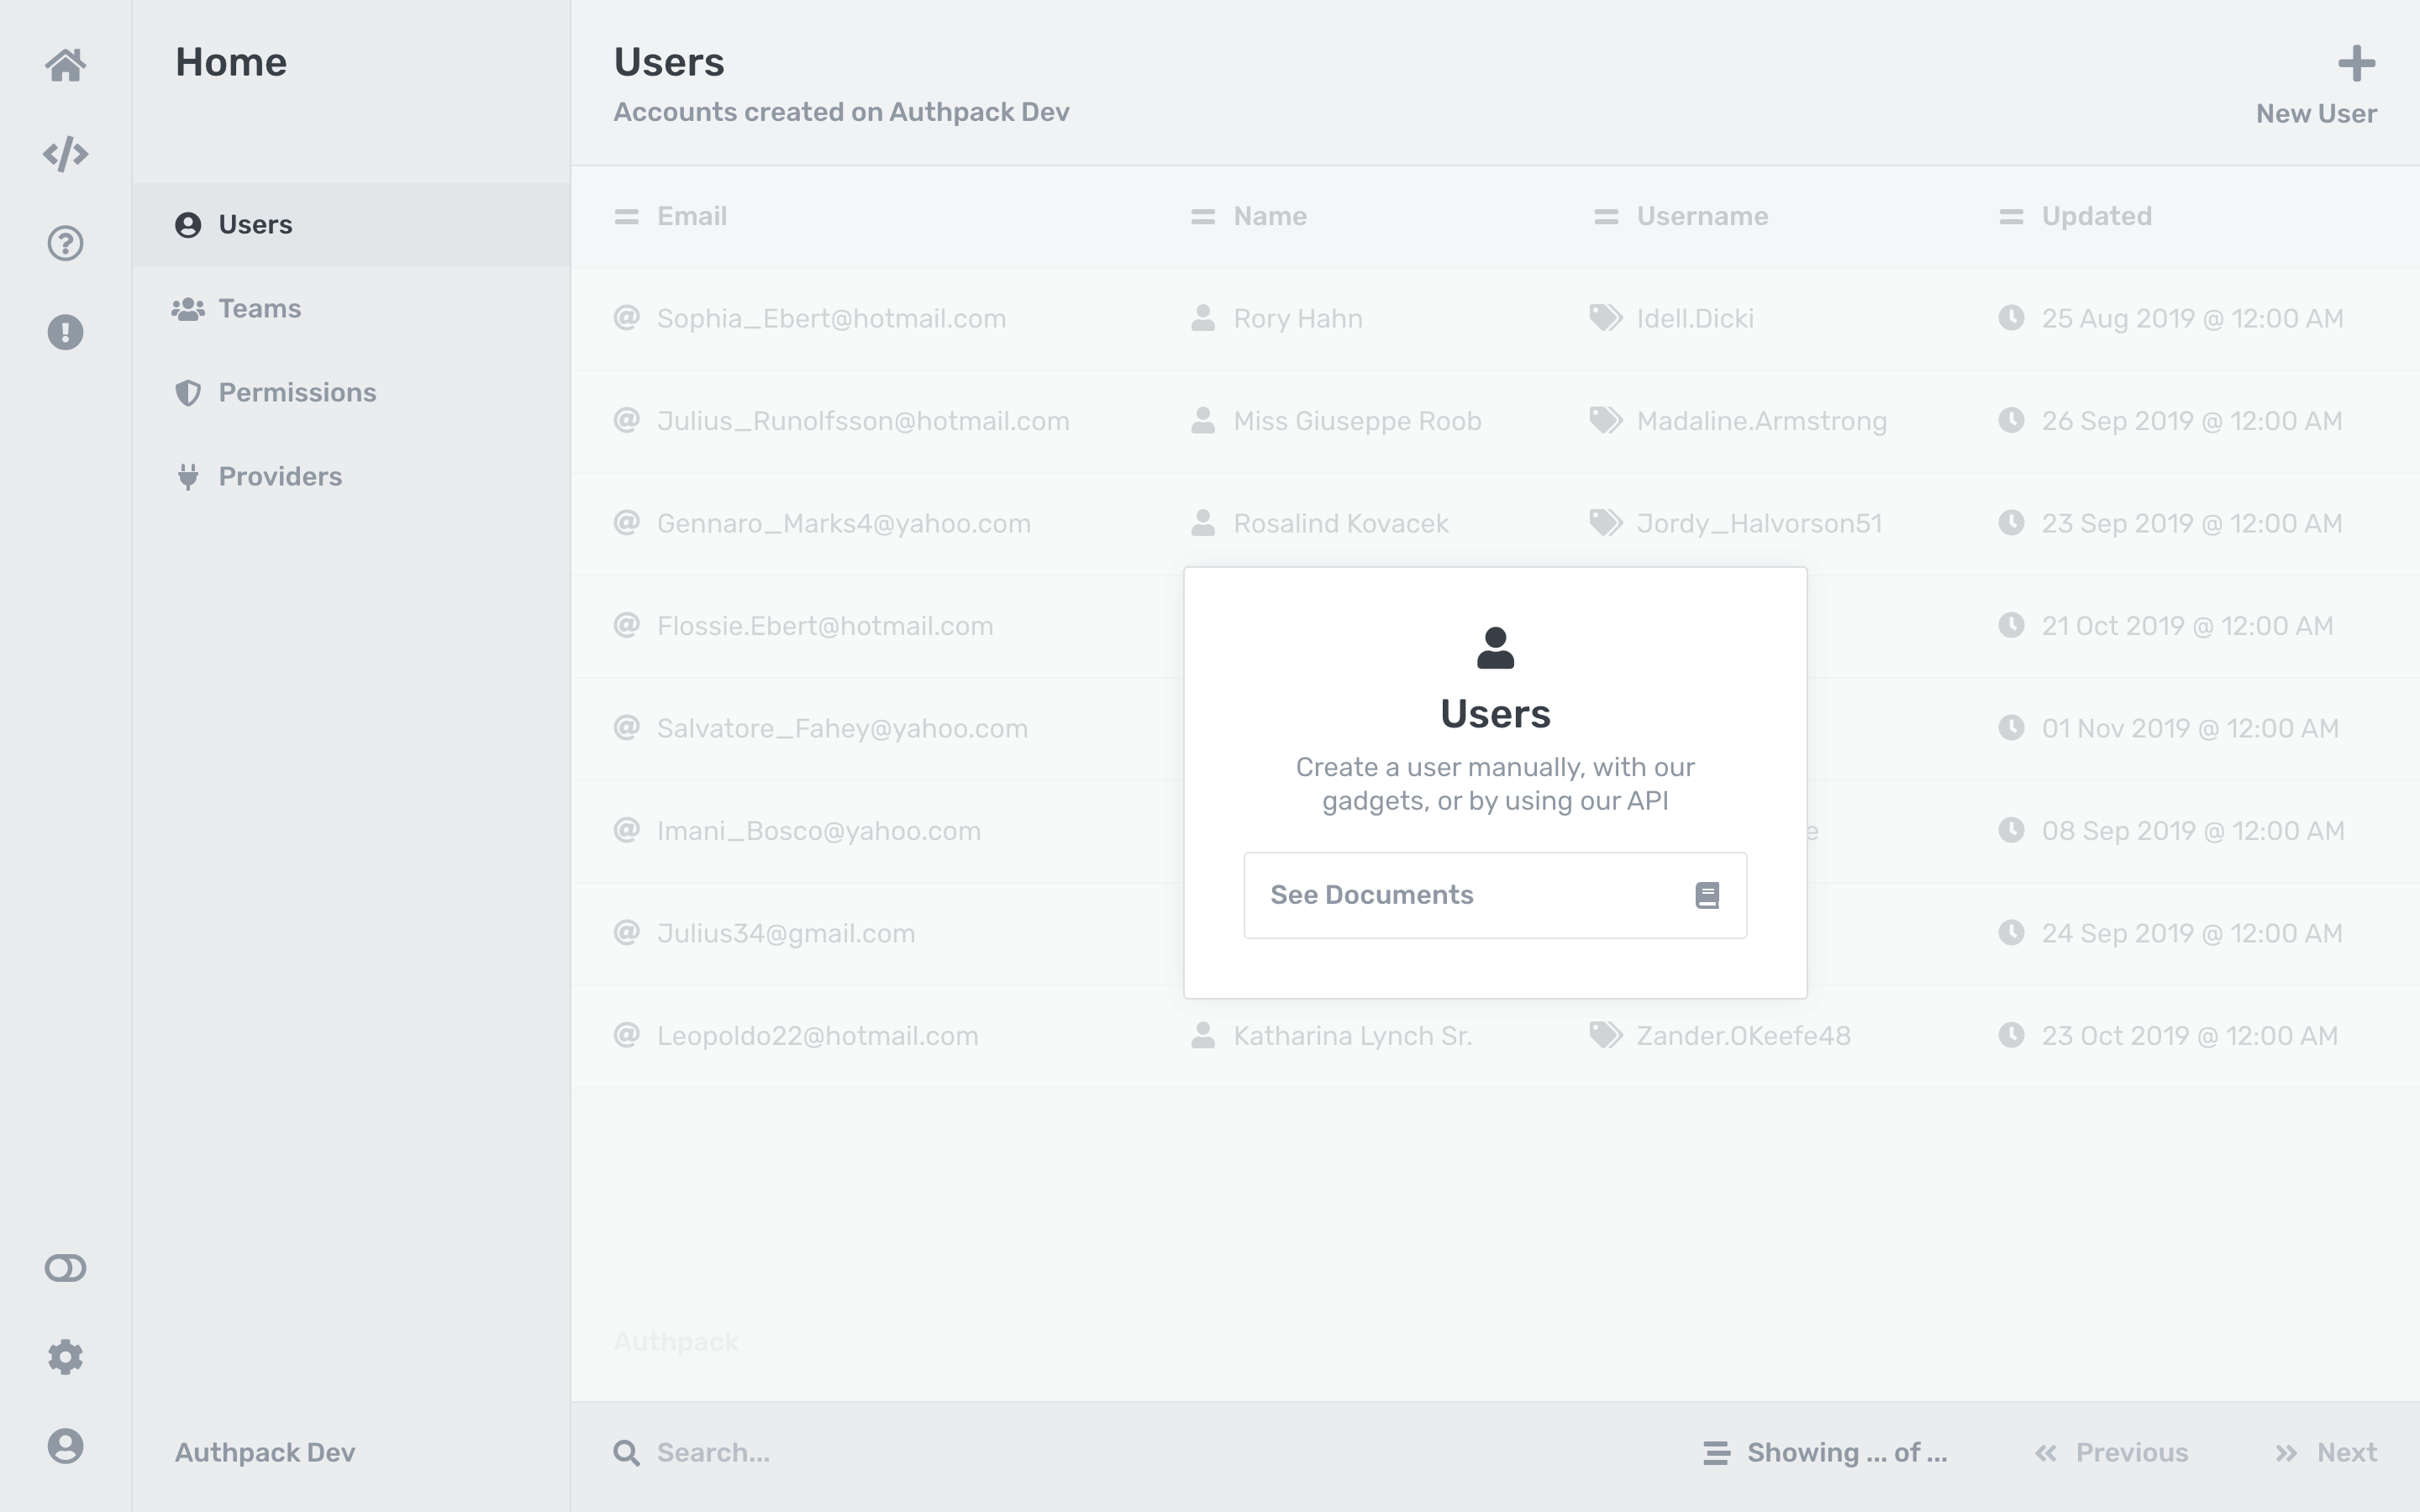 Home
Users
Teams
Permissions
Providers
Authpack Dev
Users
Accounts created on Authpack Dev
New User
Email Name Username Updated
Sophia_Ebert@hotmail.com Rory Hahn Idell.Dicki 25 Aug 2019 @ 12:00 AM
Julius_Runolfsson@hotmail.com Miss Giuseppe Roob Madaline.Armstrong 26 Sep 2019 @ 12:00 AM
Gennaro_Marks4@yahoo.com Rosalind Kovacek Jordy_Halvorson51 23 Sep 2019 @ 12:00 AM
Flossie.Ebert@hotmail.com 21 Oct 2019 @ 12:00 AM
Salvatore_Fahey@yahoo.com 01 Nov 2019 @ 12:00 AM
Imani_Bosco@yahoo.com 08 Sep 2019 @ 12:00 AM
Julius34@gmail.com 24 Sep 2019 @ 12:00 AM
Leopoldo22@hotmail.com Katharina Lynch Sr. Zander.OKeefe48 23 Oct 2019 @ 12:00 AM
Users
Create a user manually, with our
gadgets, or by using our API
See Documents
Authpack
Search... Showing ... of ... Previous Next